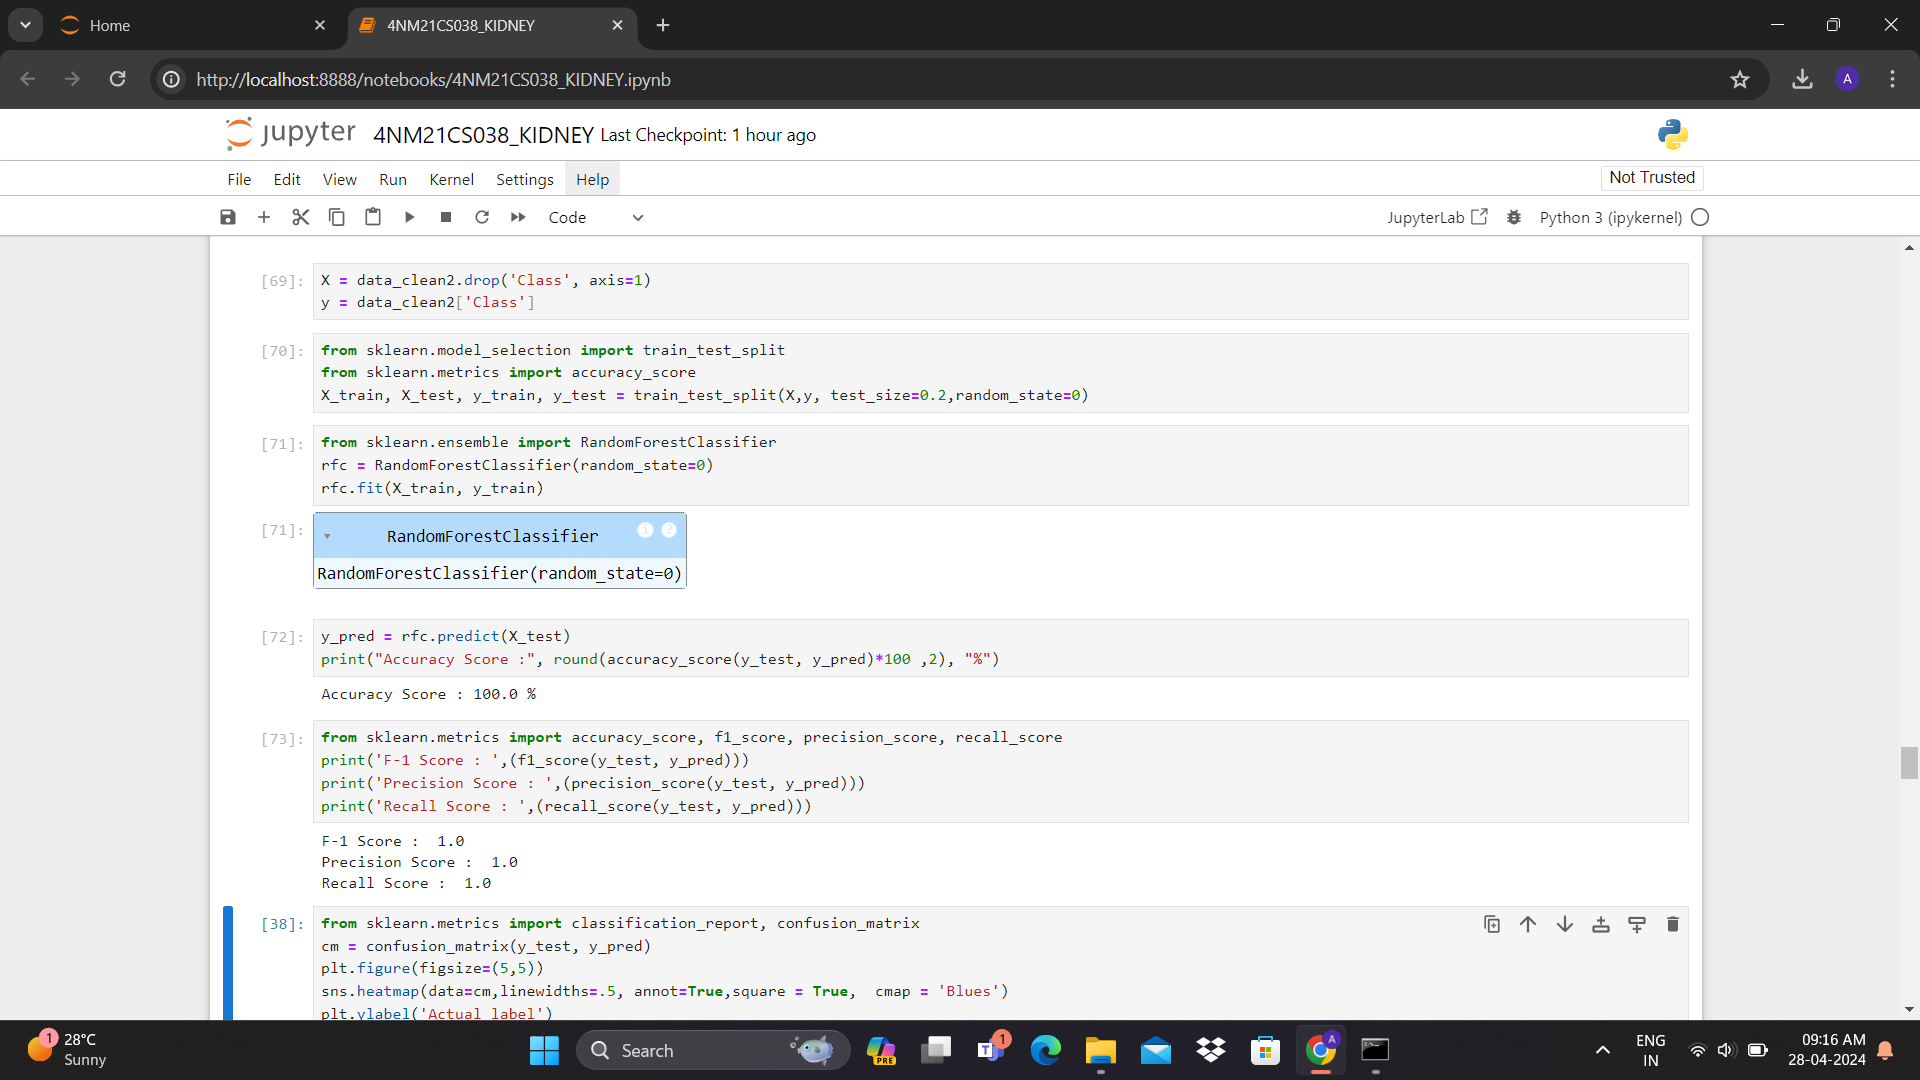 Home
4NM21CS038_KIDNEY
http://localhost:8888/notebooks/4NM21CS038_KIDNEY.ipynb
A
jupyter 4NM21CS038_KIDNEY Last Checkpoint: 1 hour ago
File Edit View Run Kernel Settings Help
Not Trusted
Code
JupyterLab
Python 3 (ipykernel)
[69]:
X = data_clean2.drop('Class', axis=1)
y = data_clean2['Class']
[70]:
from sklearn.model_selection import train_test_split
from sklearn.metrics import accuracy_score
X_train, X_test, y_train, y_test = train_test_split(X,y, test_size=0.2,random_state=0)
[71]:
from sklearn.ensemble import RandomForestClassifier
rfc = RandomForestClassifier(random_state=0)
rfc.fit(X_train, y_train)
[71]:
RandomForestClassifier i ?
RandomForestClassifier(random_state=0)
[72]:
y_pred = rfc.predict(X_test)
print("Accuracy Score :", round(accuracy_score(y_test, y_pred)*100 ,2), "%")
Accuracy Score : 100.0 %
[73]:
from sklearn.metrics import accuracy_score, f1_score, precision_score, recall_score
print('F-1 Score : ',(f1_score(y_test, y_pred)))
print('Precision Score : ',(precision_score(y_test, y_pred)))
print('Recall Score : ',(recall_score(y_test, y_pred)))
F-1 Score :  1.0
Precision Score :  1.0
Recall Score :  1.0
[38]:
from sklearn.metrics import classification_report, confusion_matrix
cm = confusion_matrix(y_test, y_pred)
plt.figure(figsize=(5,5))
sns.heatmap(data=cm,linewidths=.5, annot=True,square = True,  cmap = 'Blues')
plt.ylabel('Actual label')
1
28°C
Sunny
Search
PRE
T
1
A
ENG
IN
09:16 AM
28-04-2024